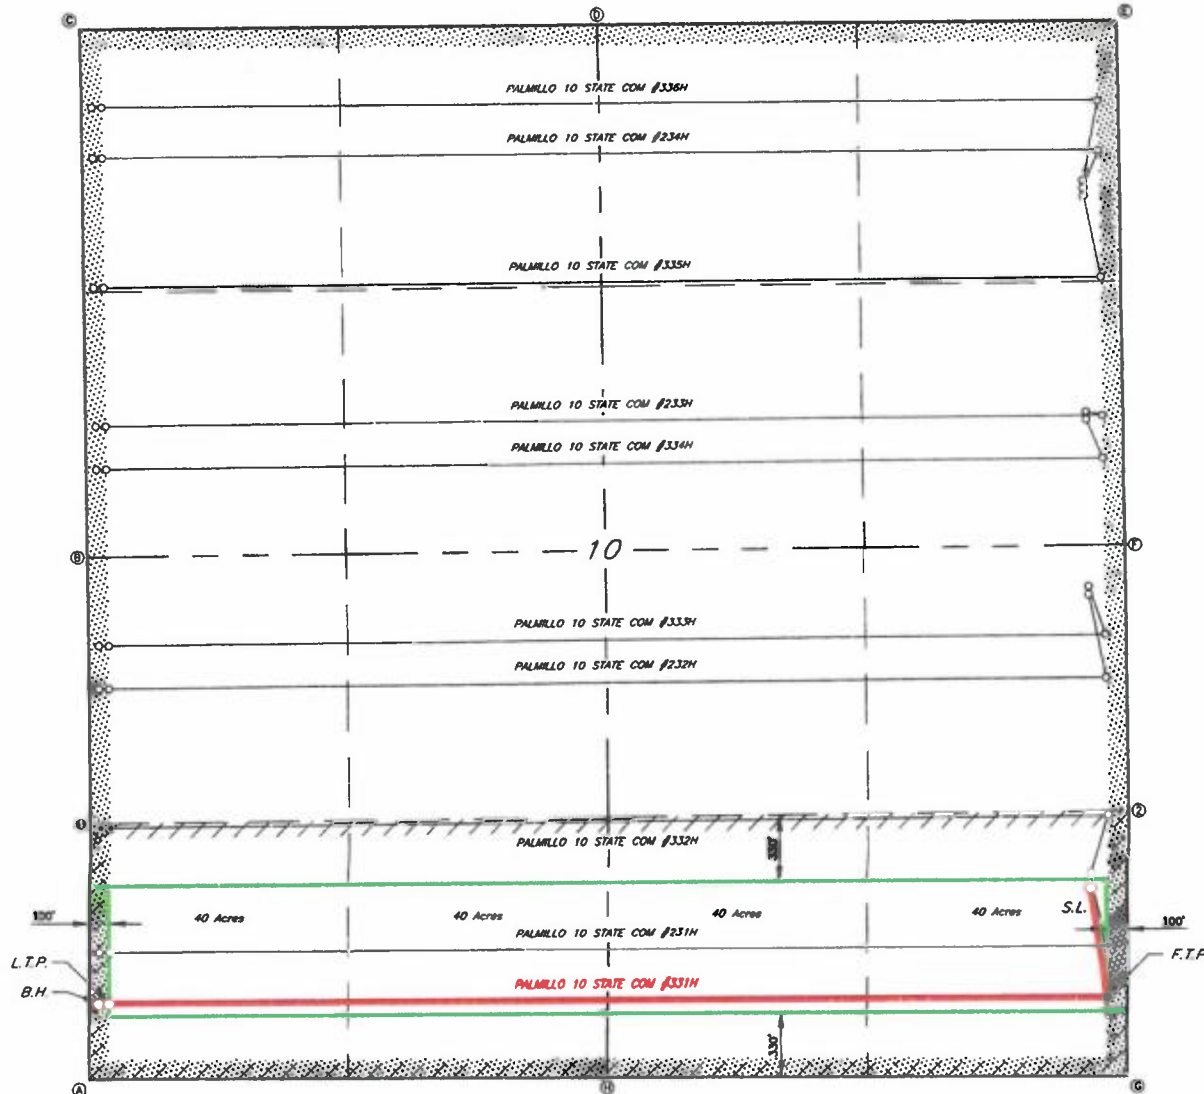 C
D
E
PALMILLO 10 STATE COM #336H
PALMILLO 10 STATE COM #234H
PALMILLO 10 STATE COM #335H
PALMILLO 10 STATE COM #233H
PALMILLO 10 STATE COM #334H
B
10
F
PALMILLO 10 STATE COM #333H
PALMILLO 10 STATE COM #232H
1
2
PALMILLO 10 STATE COM #332H
330'
100'
40 Acres
40 Acres
40 Acres
40 Acres
S.L.
100'
PALMILLO 10 STATE COM #231H
L.T.P.
F.T.P.
PALMILLO 10 STATE COM #331H
B.H.
330'
A
H
G